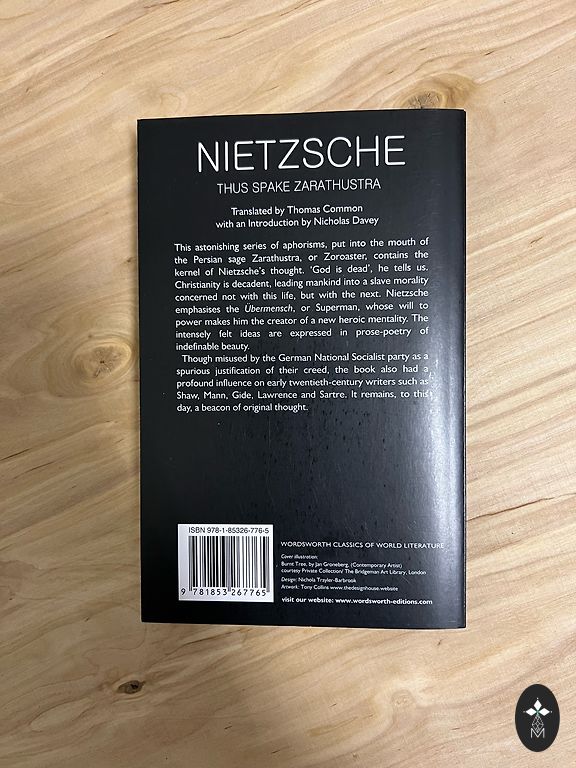 NIETZSCHE
THUS SPAKE ZARATHUSTRA
Translated by Thomas Common
with an Introduction by Nicholas Davey
This astonishing series of aphorisms, put into the mouth of
the Persian sage Zarathustra, or Zoroaster, contains the
kernel of Nietzsche's thought. 'God is dead', he tells us.
Christianity is decadent, leading mankind into a slave morality
concerned not with this life, but with the next. Nietzsche
emphasises the Übermensch, or Superman, whose will to
power makes him the creator of a new heroic mentality. The
intensely felt ideas are expressed in prose-poetry of
indefinable beauty.
Though misused by the German National Socialist party as a
spurious justification of their creed, the book also had a
profound influence on early twentieth-century writers such as
Shaw, Mann, Gide, Lawrence and Sartre. It remains, to this
day, a beacon of original thought.
ISBN 978-1-85326-776-5
9 781853 267765
WORDSWORTH CLASSICS OF WORLD LITERATURE
Cover illustration:
Burnt Tree, by Jan Groneberg, (Contemporary Artist)
courtesy Private Collection/ The Bridgeman Art Library, London
Design: Nichola Trayler-Barbrook
Artwork: Tony Collins www.thedesignhouse.website
visit our website: www.wordsworth-editions.com
M